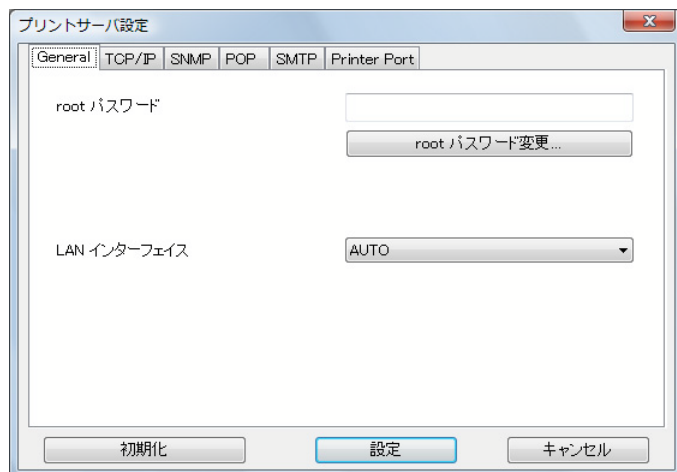 プリントサーバ設定
General TCP/IP SNMP POP SMTP Printer Port
root パスワード
root パスワード変更...
LAN インターフェイス AUTO
初期化 設定 キャンセル